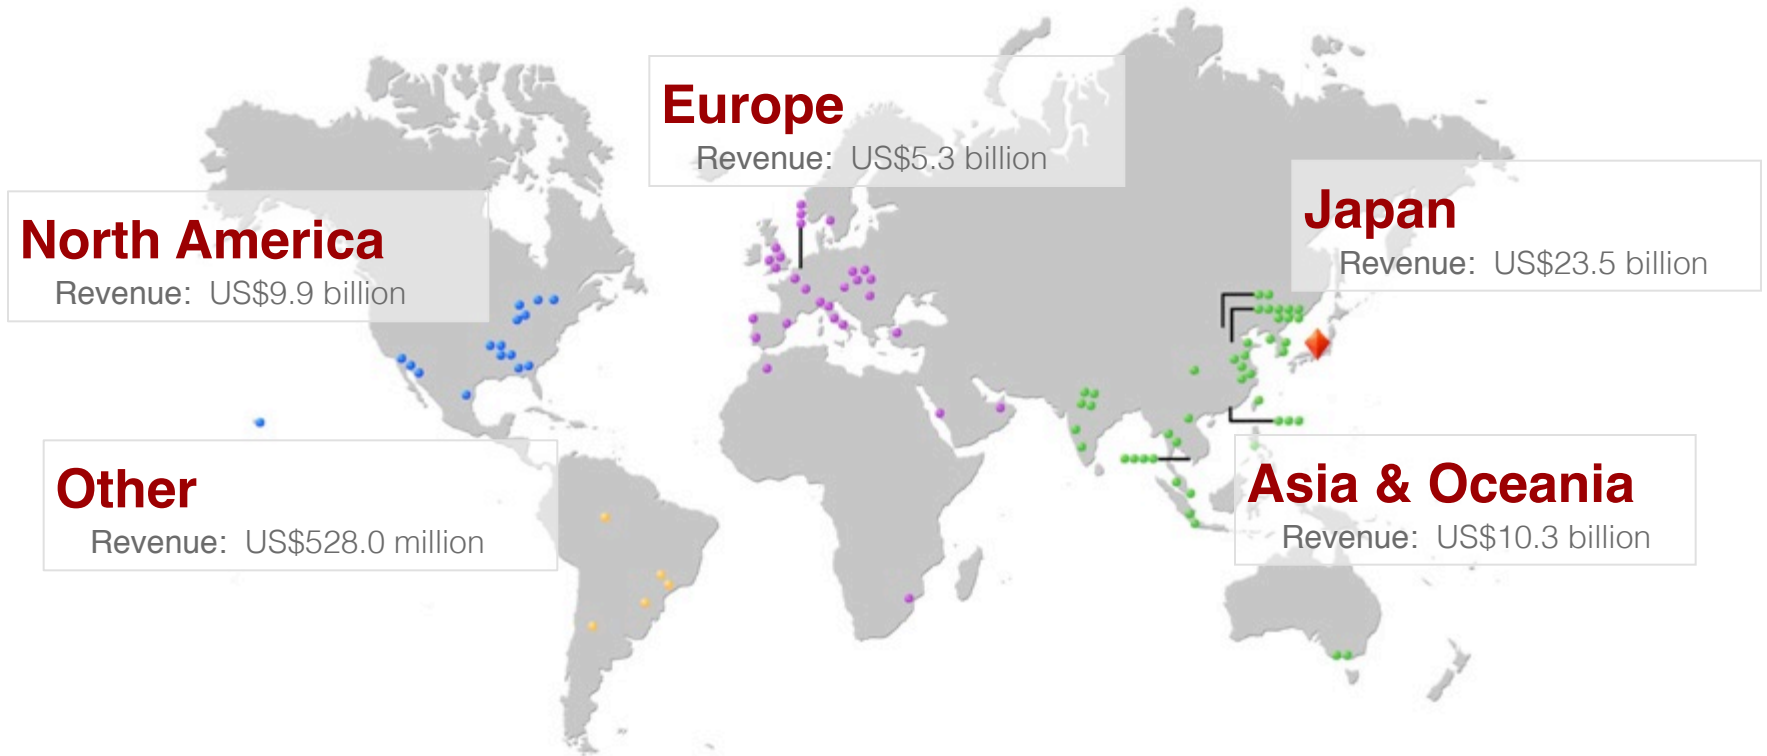 Europe
Revenue: US$5.3 billion
Japan
Revenue: US$23.5 billion
North America
Revenue: US$9.9 billion
Other
Revenue: US$528.0 million
Asia & Oceania
Revenue: US$10.3 billion